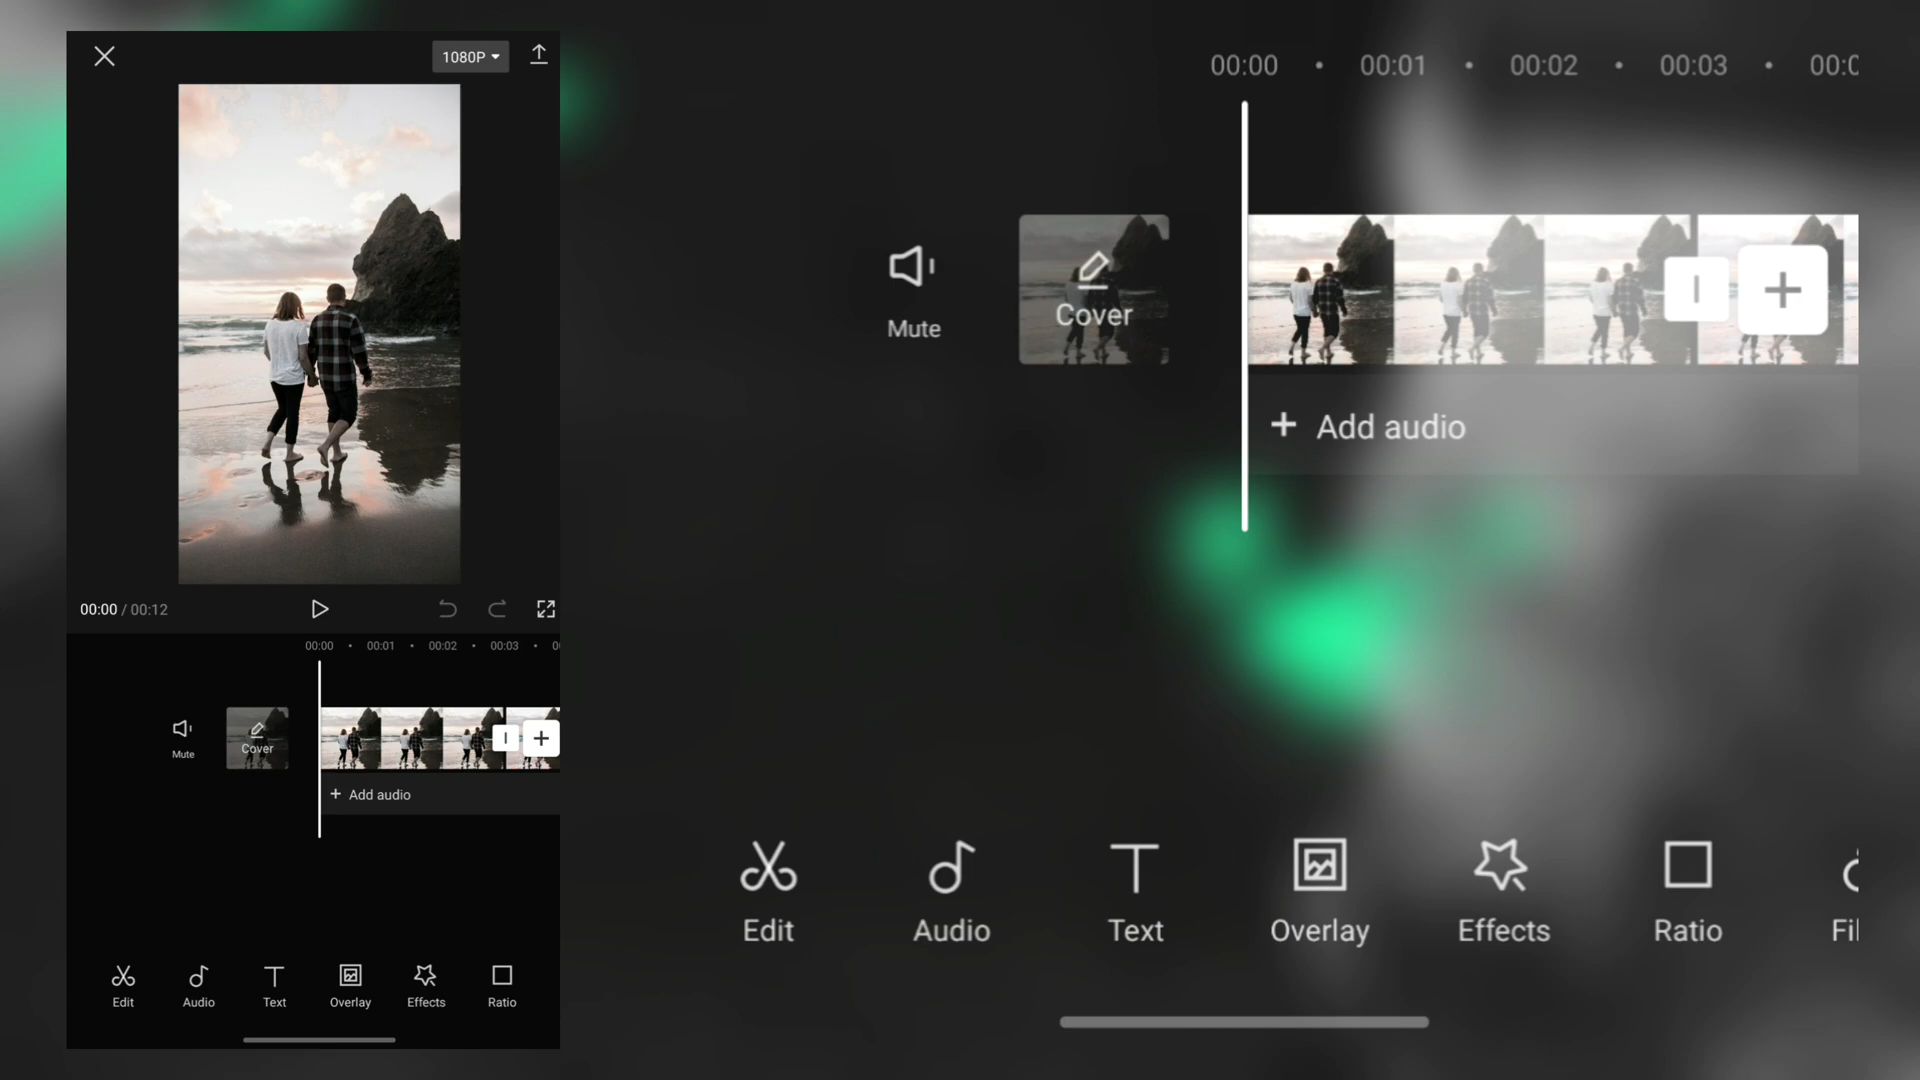 1080P
00:00 / 00:12
00:00 00:01 00:02 00:03
Mute
Cover
+ Add audio
Edit Audio Text Overlay Effects Ratio
00:00 00:01 00:02 00:03
Mute
Cover
+ Add audio
Edit Audio Text Overlay Effects Ratio